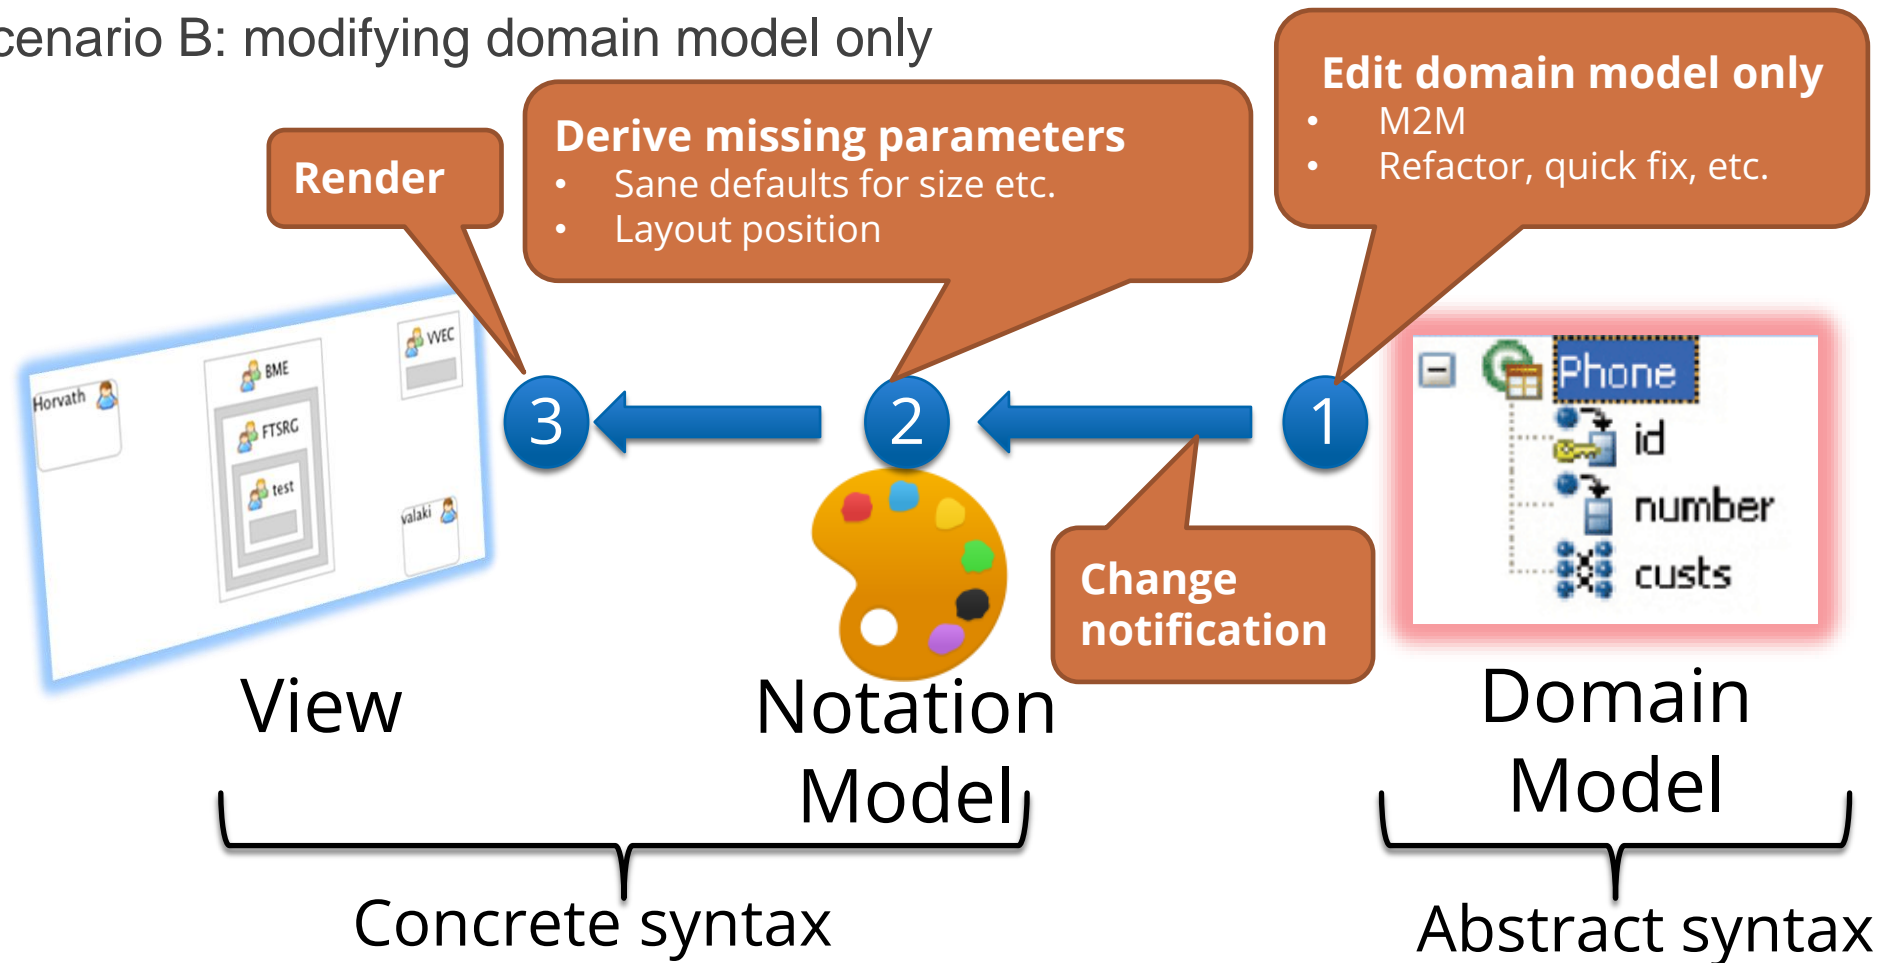 cenario B: modifying domain model only
Edit domain model only
• M2M
• Refactor, quick fix, etc.
Derive missing parameters
• Sane defaults for size etc.
• Layout position
Render
Horvath
BME
FTSRG
test
VVEC
valaki
3
2
1
Phone
id
number
custs
Change
notification
View
Notation
Model
Domain
Model
Concrete syntax
Abstract syntax